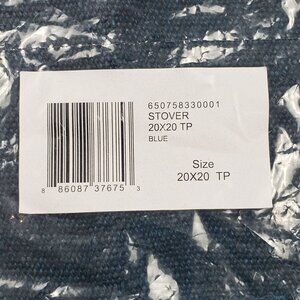 650758330001
STOVER
20X20 TP
BLUE
Size
20X20 TP
8 86087 37675 3